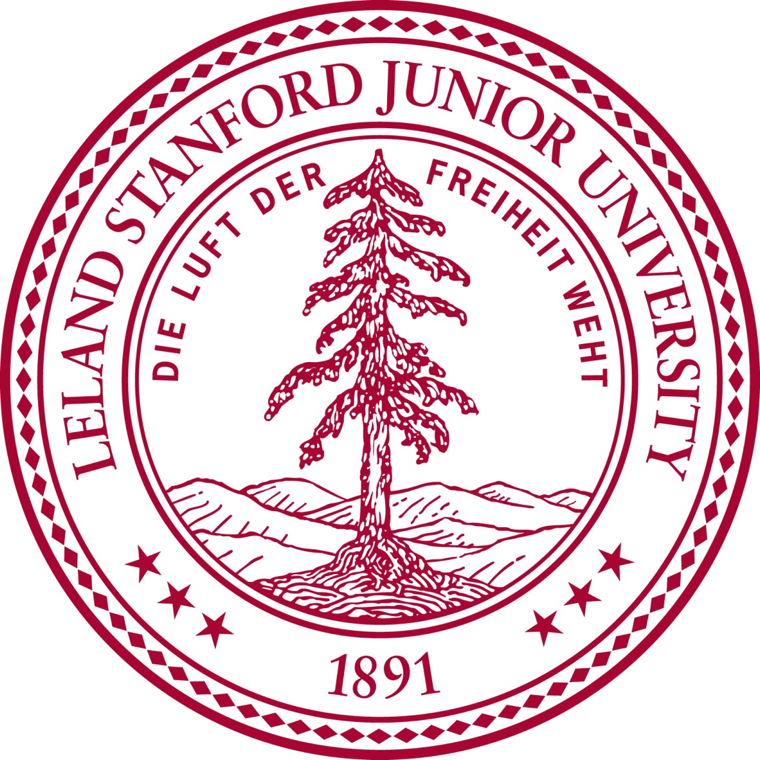 LELAND STANFORD JUNIOR UNIVERSITY
DIE LUFT DER FREIHEIT WEHT
1891